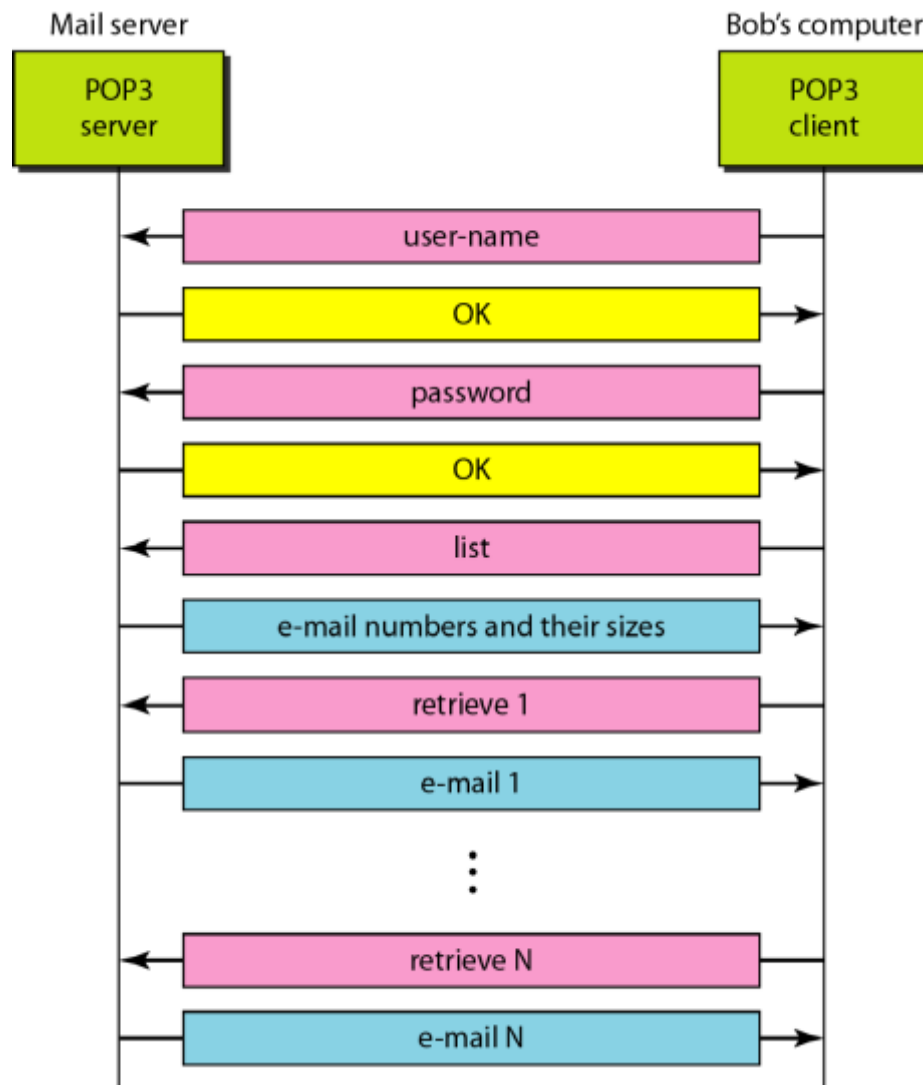 Mail server
Bob's computer
POP3
server
POP3
client
user-name
OK
password
OK
list
e-mail numbers and their sizes
retrieve 1
e-mail 1
retrieve N
e-mail N